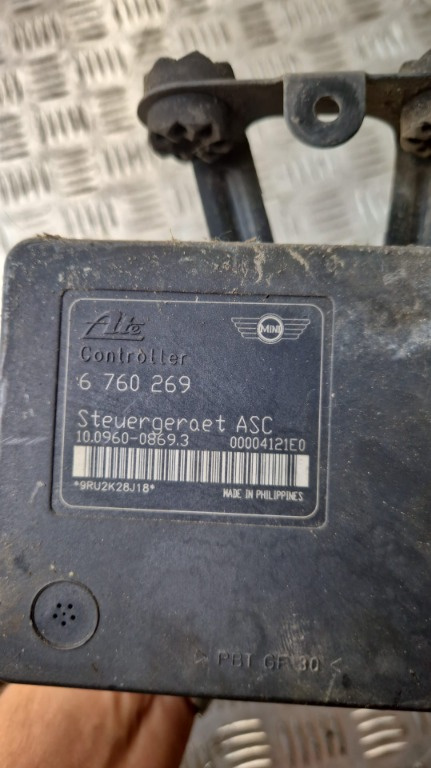 Ate
MINI
Controller
6 760 269
Steuergeraet ASC
10.0960-0869.3 00004121E0
*9RU2K28J18*
MADE IN PHILIPPINES
> PBT GF 30 <